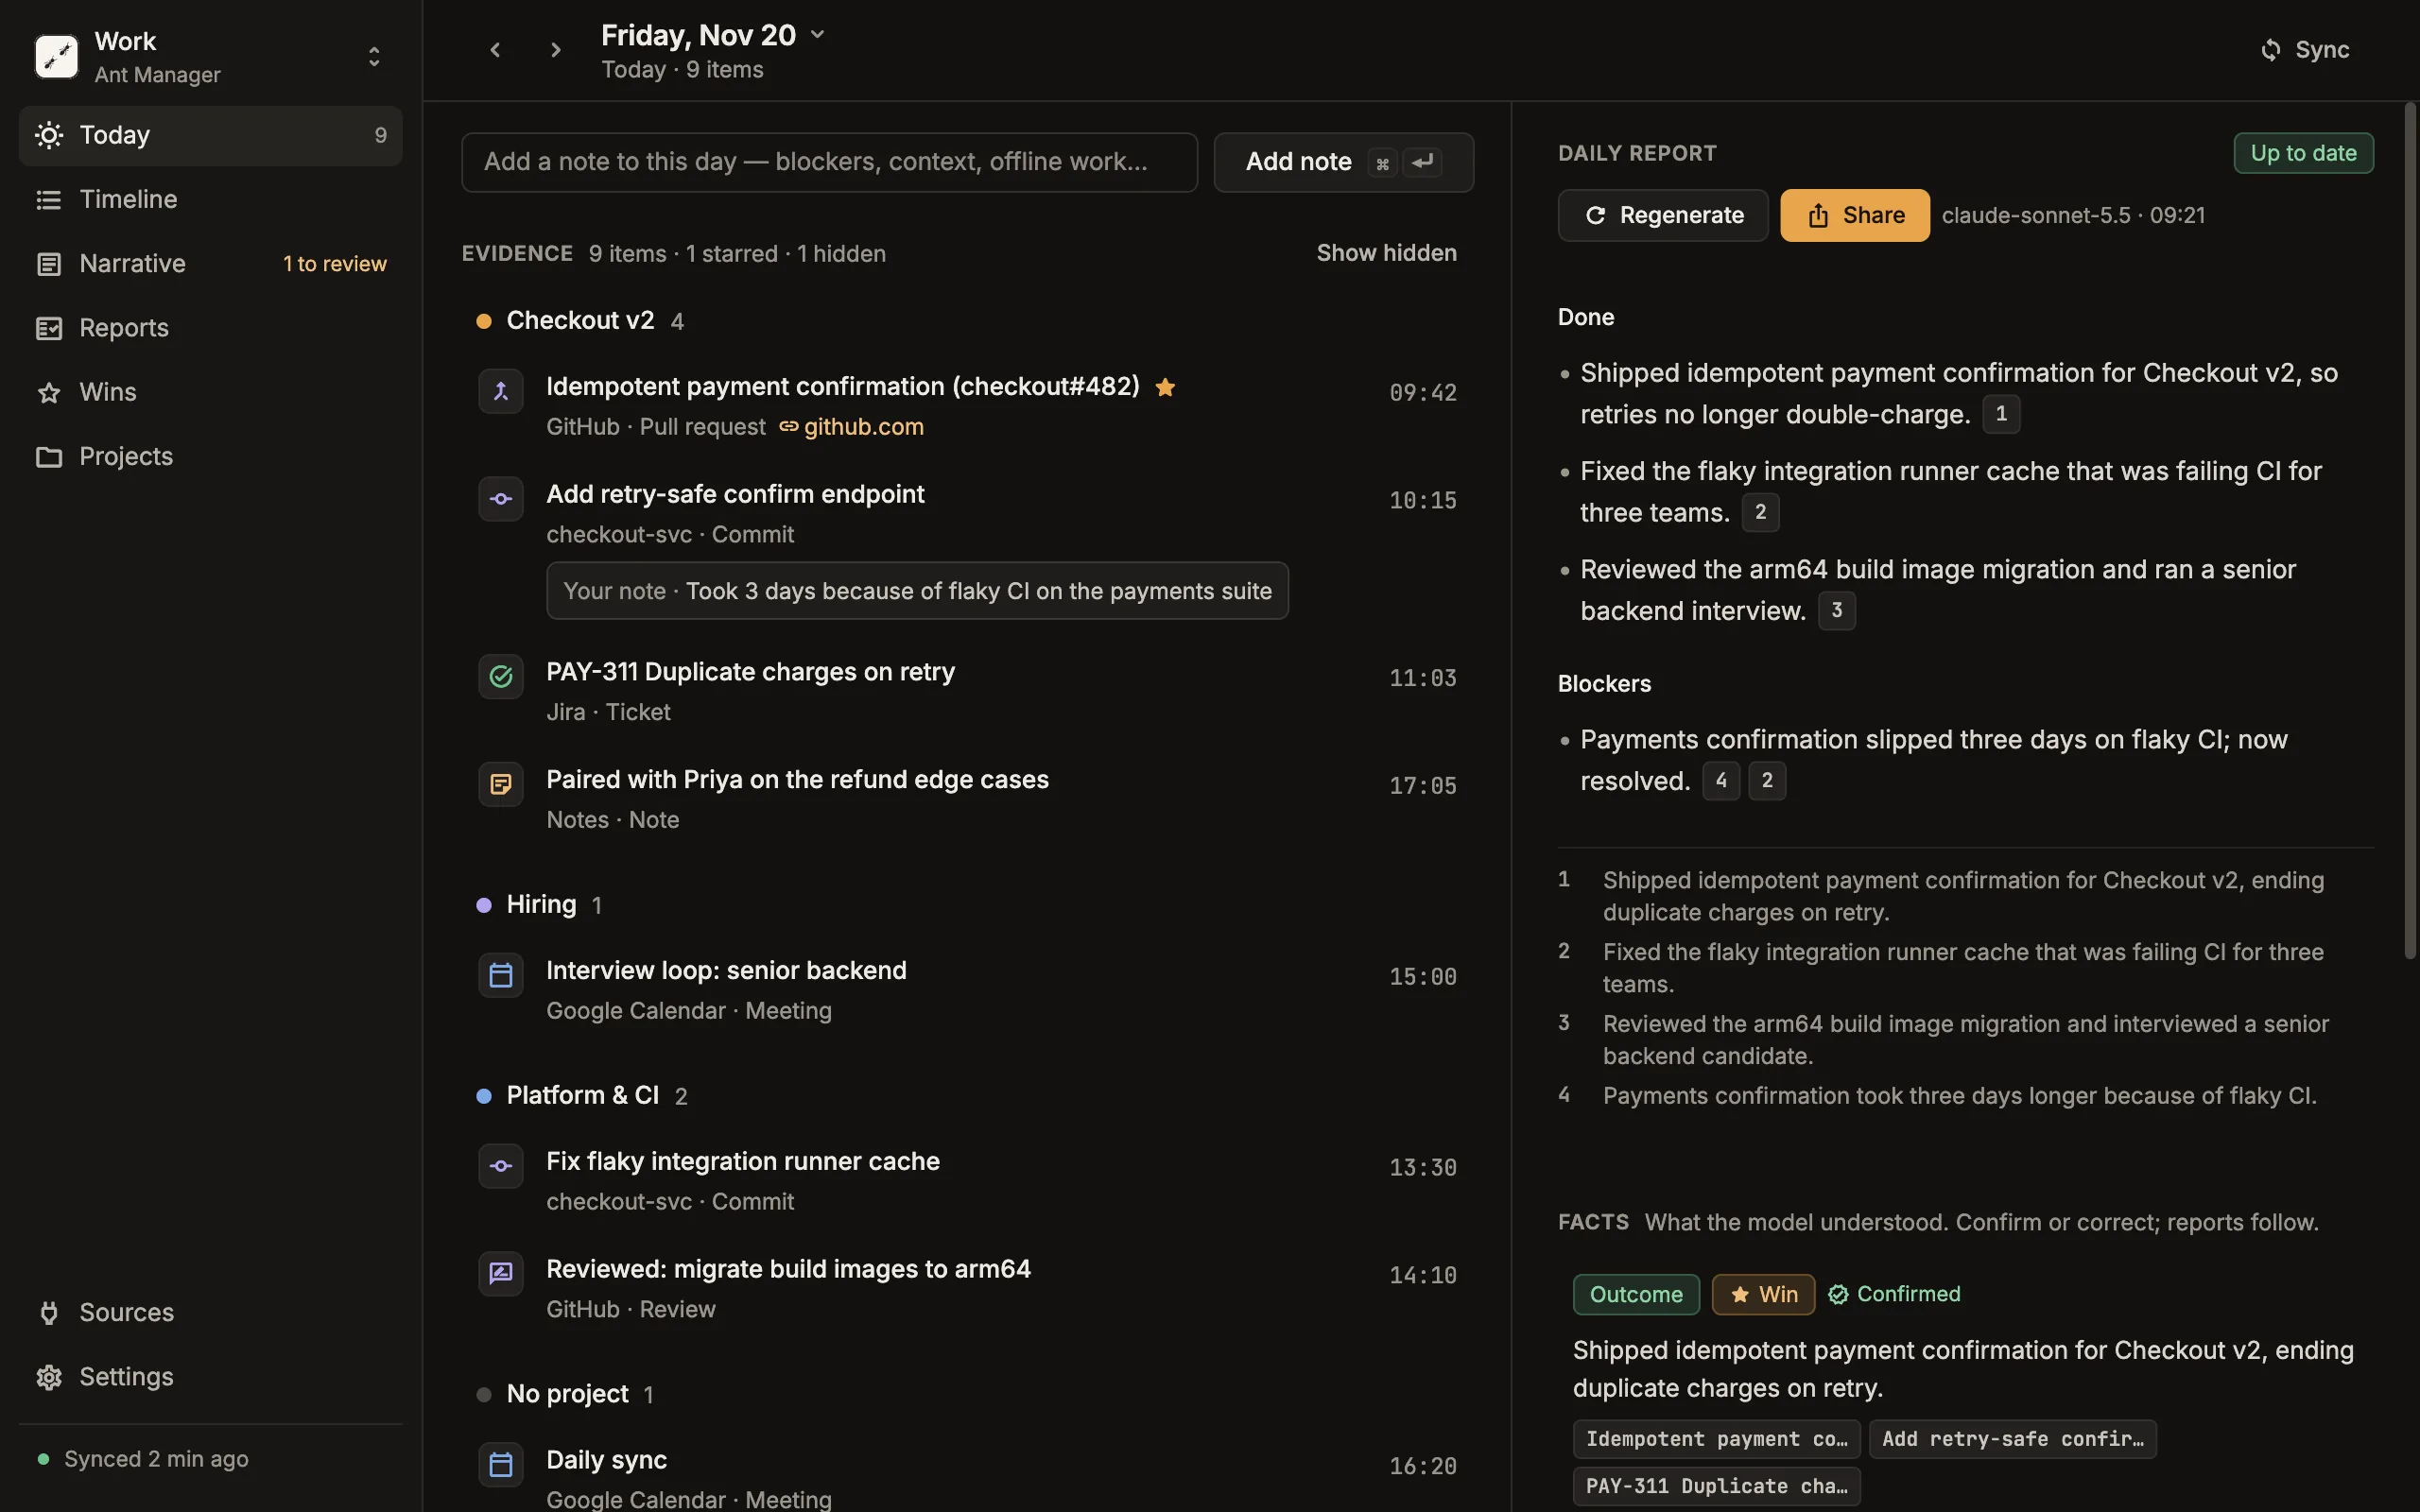 Work
Ant Manager
Today 9
Timeline
Narrative 1 to review
Reports
Wins
Projects
Sources
Settings
Synced 2 min ago
Friday, Nov 20
Today · 9 items
Sync
Add a note to this day — blockers, context, offline work...
Add note ⌘
EVIDENCE 9 items · 1 starred · 1 hidden
Show hidden
Checkout v2 4
Idempotent payment confirmation (checkout#482) 09:42
GitHub · Pull request github.com
Add retry-safe confirm endpoint 10:15
checkout-svc · Commit
Your note · Took 3 days because of flaky CI on the payments suite
PAY-311 Duplicate charges on retry 11:03
Jira · Ticket
Paired with Priya on the refund edge cases 17:05
Notes · Note
Hiring 1
Interview loop: senior backend 15:00
Google Calendar · Meeting
Platform & CI 2
Fix flaky integration runner cache 13:30
checkout-svc · Commit
Reviewed: migrate build images to arm64 14:10
GitHub · Review
No project 1
Daily sync 16:20
Google Calendar · Meeting
DAILY REPORT
Up to date
Regenerate
Share
claude-sonnet-5.5 · 09:21
Done
• Shipped idempotent payment confirmation for Checkout v2, so
retries no longer double-charge. 1
• Fixed the flaky integration runner cache that was failing CI for
three teams. 2
• Reviewed the arm64 build image migration and ran a senior
backend interview. 3
Blockers
• Payments confirmation slipped three days on flaky CI; now
resolved. 4 2
1 Shipped idempotent payment confirmation for Checkout v2, ending
duplicate charges on retry.
2 Fixed the flaky integration runner cache that was failing CI for three
teams.
3 Reviewed the arm64 build image migration and interviewed a senior
backend candidate.
4 Payments confirmation took three days longer because of flaky CI.
FACTS What the model understood. Confirm or correct; reports follow.
Outcome
Win
Confirmed
Shipped idempotent payment confirmation for Checkout v2, ending
duplicate charges on retry.
Idempotent payment co…
Add retry-safe confir…
PAY-311 Duplicate cha…